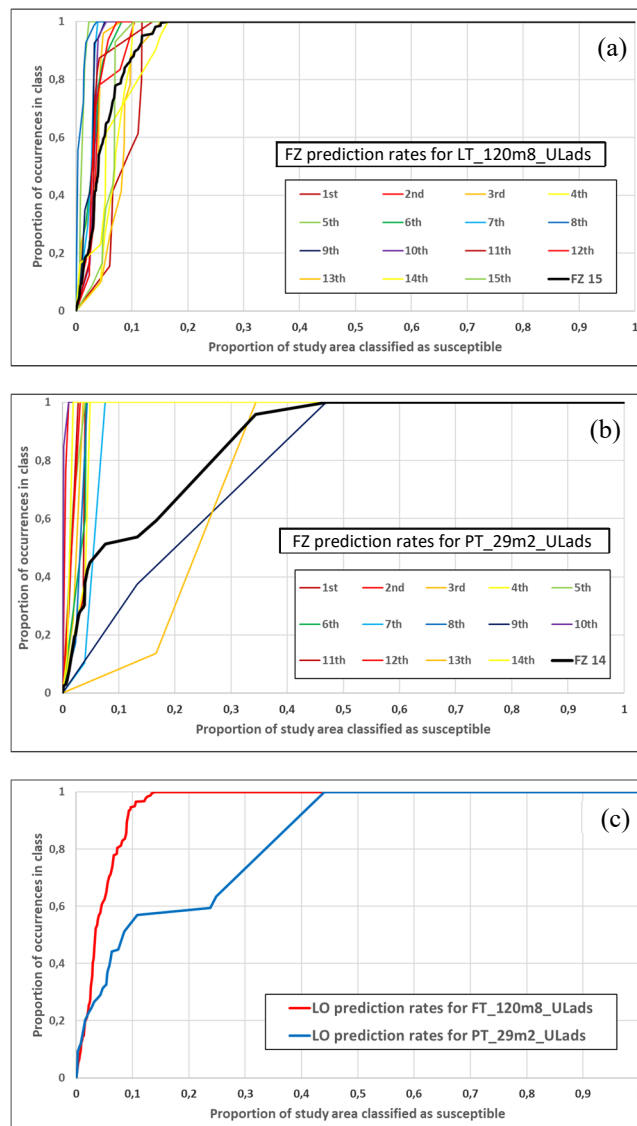 (a)
1
0,8
0,6
0,4
0,2
0
Proportion of occurrences in class
FZ prediction rates for LT_120m8_ULads
1st 2nd 3rd 4th
5th 6th 7th 8th
9th 10th 11th 12th
13th 14th 15th FZ 15
0 0,1 0,2 0,3 0,4 0,5 0,6 0,7 0,8 0,9 1
Proportion of study area classified as susceptible
(b)
1
0,8
0,6
0,4
0,2
0
Proportion of occurrences in class
FZ prediction rates for PT_29m2_ULads
1st 2nd 3rd 4th 5th
6th 7th 8th 9th 10th
11th 12th 13th 14th FZ 14
0 0,1 0,2 0,3 0,4 0,5 0,6 0,7 0,8 0,9 1
Proportion of study area classified as susceptible
(c)
1
0,8
0,6
0,4
0,2
0
Proportion of occurrences in class
LO prediction rates for FT_120m8_ULads
LO prediction rates for PT_29m2_ULads
0 0,1 0,2 0,3 0,4 0,5 0,6 0,7 0,8 0,9
Proportion of study area classified as susceptible